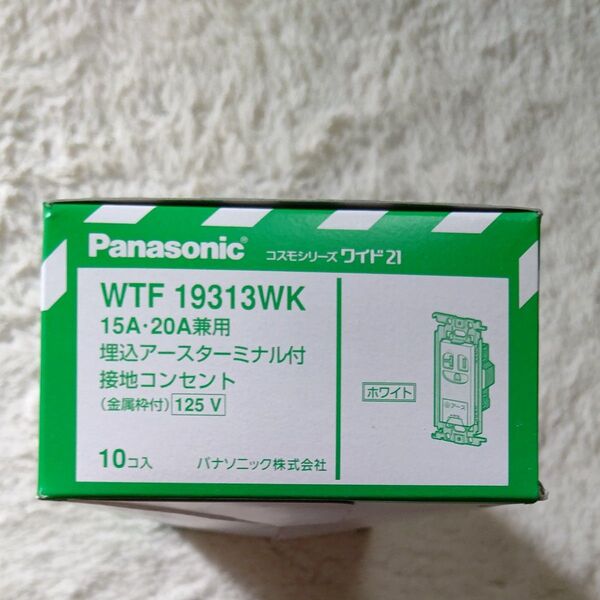 Panasonic® コスモシリーズ ワイド21
WTF 19313WK
15A・20A兼用
埋込アースターミナル付
接地コンセント
(金属枠付) 125 V
ホワイト
アース
10コ入 パナソニック株式会社